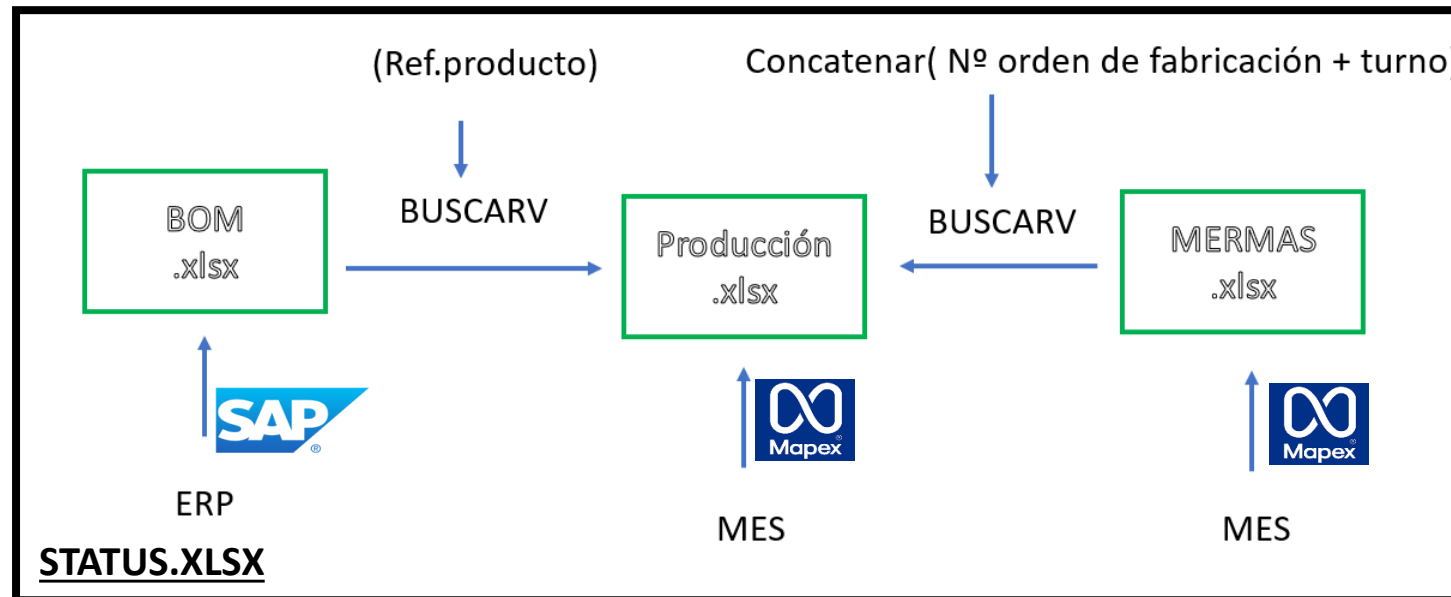 (Ref.producto)
Concatenar( Nº orden de fabricación + turno)
BOM
.xlsx
BUSCARV
Producción
.xlsx
BUSCARV
MERMAS
.xlsx
SAP
®
Mapex
®
Mapex
®
ERP
MES
MES
STATUS.XLSX